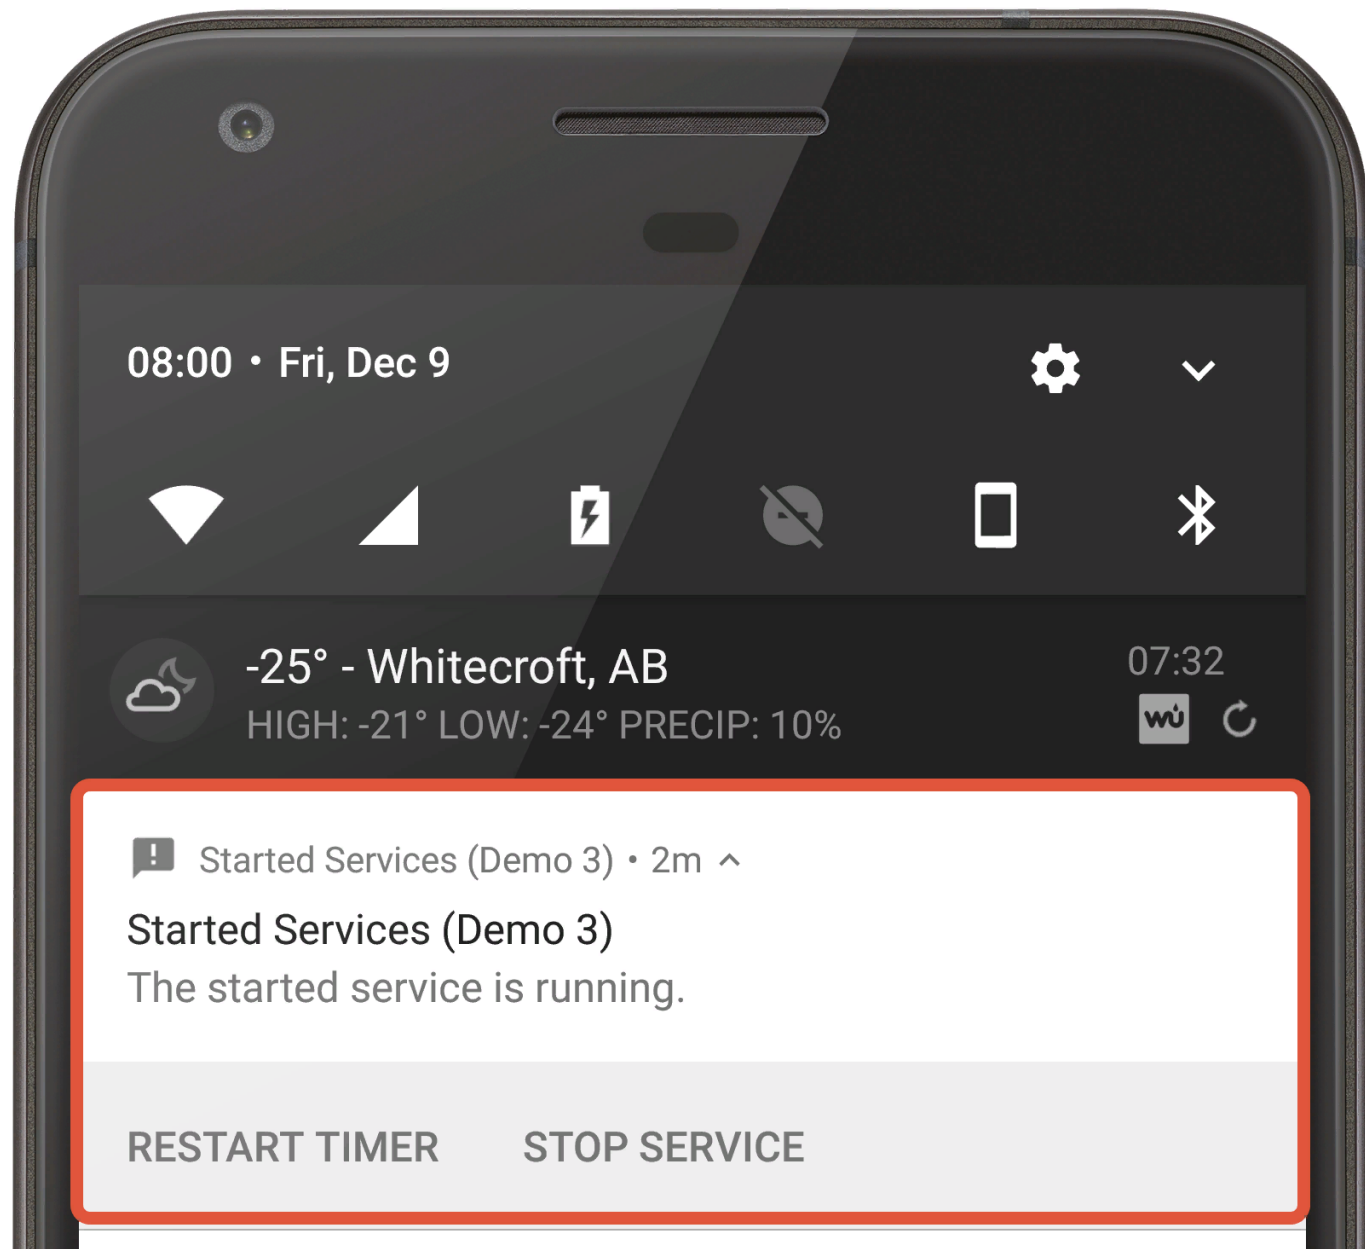 08:00 • Fri, Dec 9
-25° - Whitecroft, AB
07:32
HIGH: -21° LOW: -24° PRECIP: 10%
wu
Started Services (Demo 3) • 2m
Started Services (Demo 3)
The started service is running.
RESTART TIMER STOP SERVICE